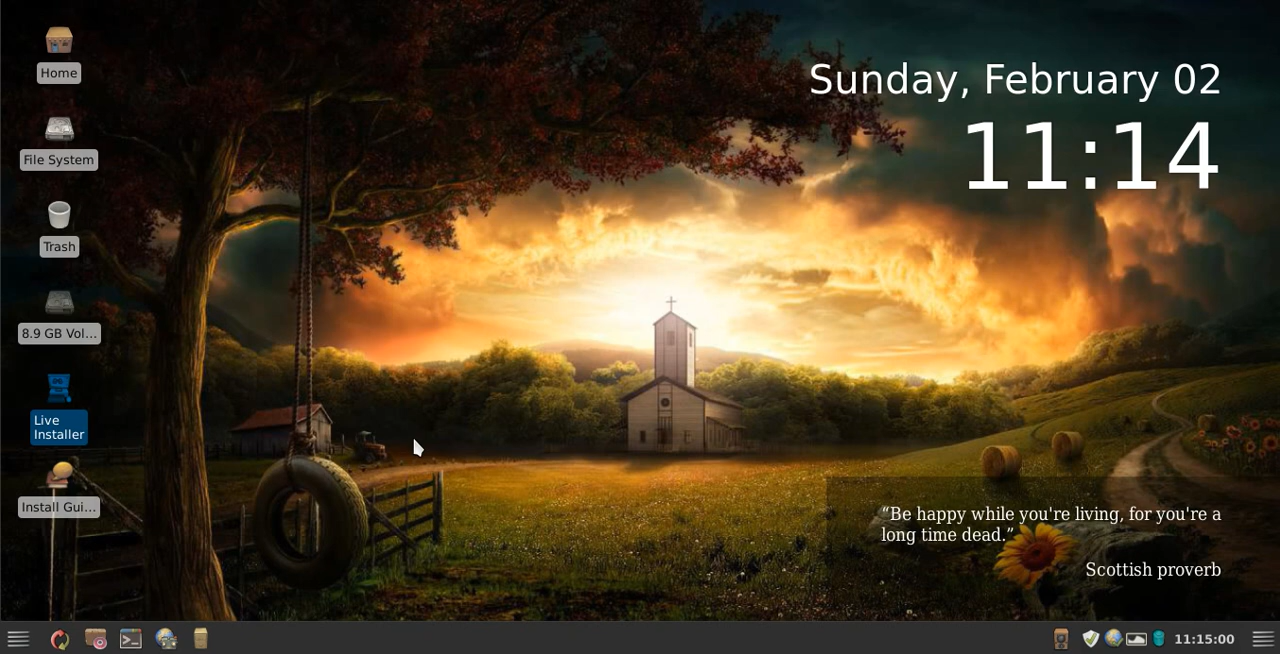 Home
File System
Trash
8.9 GB Vol...
Live
Installer
Install Gui...
Sunday, February 02
11:14
“Be happy while you're living, for you're a
long time dead.”
Scottish proverb
11:15:00